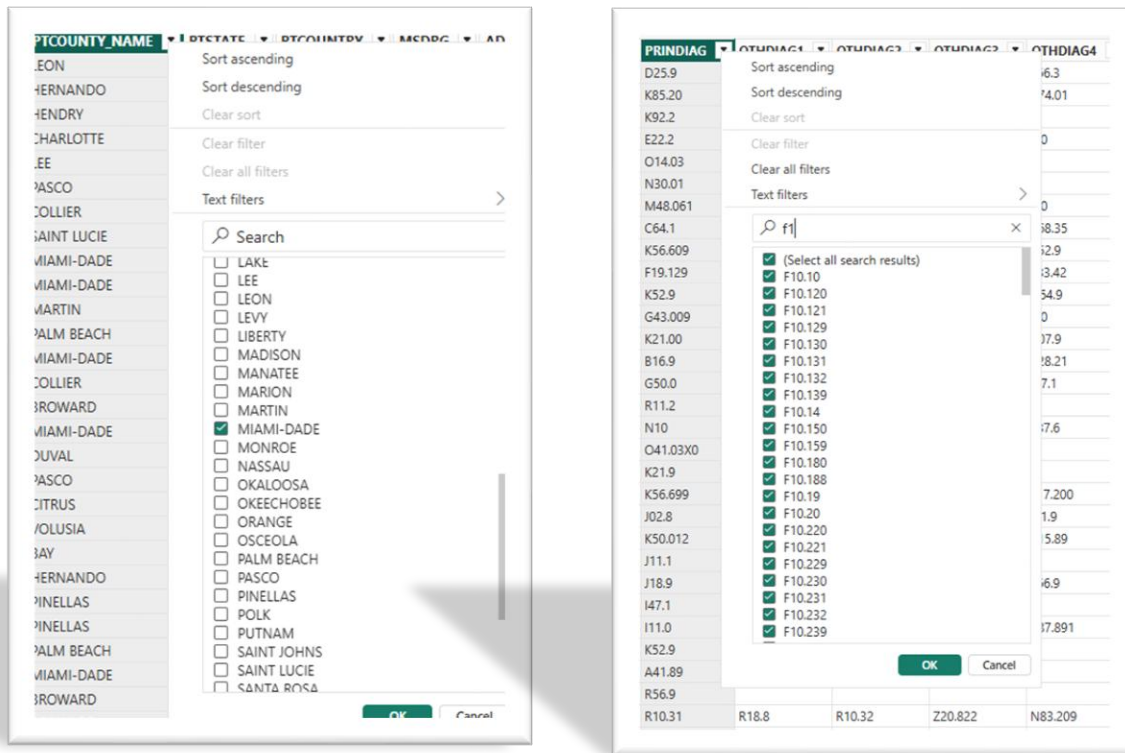 PTCOUNTY_NAME PTSTATE PTCOUNTRY MSDRG AD
LEON
HERNANDO
HENDRY
CHARLOTTE
LEE
PASCO
COLLIER
SAINT LUCIE
MIAMI-DADE
MIAMI-DADE
MARTIN
PALM BEACH
MIAMI-DADE
COLLIER
BROWARD
MIAMI-DADE
DUVAL
PASCO
CITRUS
VOLUSIA
BAY
HERNANDO
PINELLAS
PINELLAS
PALM BEACH
MIAMI-DADE
BROWARD
Sort ascending
Sort descending
Clear sort
Clear filter
Clear all filters
Text filters
Search
LAKE
LEE
LEON
LEVY
LIBERTY
MADISON
MANATEE
MARION
MARTIN
MIAMI-DADE
MONROE
NASSAU
OKALOOSA
OKEECHOBEE
ORANGE
OSCEOLA
PALM BEACH
PASCO
PINELLAS
POLK
PUTNAM
SAINT JOHNS
SAINT LUCIE
SANTA ROSA
OK Cancel
PRINDIAG OTHDIAG1 OTHDIAG2 OTHDIAG3 OTHDIAG4
D25.9
K85.20
K92.2
E22.2
O14.03
N30.01
M48.061
C64.1
K56.609
F19.129
K52.9
G43.009
K21.00
B16.9
G50.0
R11.2
N10
O41.03X0
K21.9
K56.699
J02.8
K50.012
J11.1
J18.9
I47.1
I11.0
K52.9
A41.89
R56.9
R10.31 R18.8 R10.32 Z20.822 N83.209
Sort ascending
Sort descending
Clear sort
Clear filter
Clear all filters
Text filters
f1
(Select all search results)
F10.10
F10.120
F10.121
F10.129
F10.130
F10.131
F10.132
F10.139
F10.14
F10.150
F10.159
F10.180
F10.188
F10.19
F10.20
F10.220
F10.221
F10.229
F10.230
F10.231
F10.232
F10.239
OK Cancel